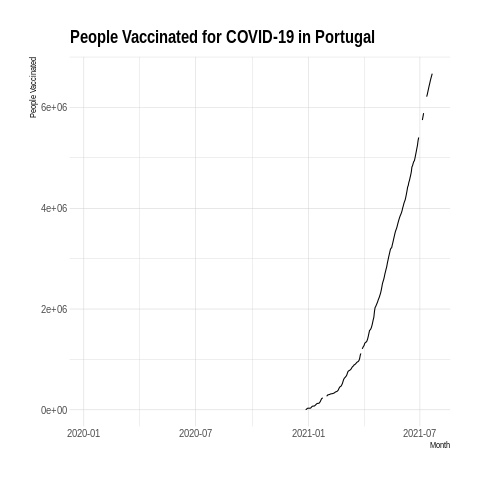 People Vaccinated for COVID-19 in Portugal
People Vaccinated
6e+06
4e+06
2e+06
0e+00
2020-01 2020-07 2021-01 2021-07
Month